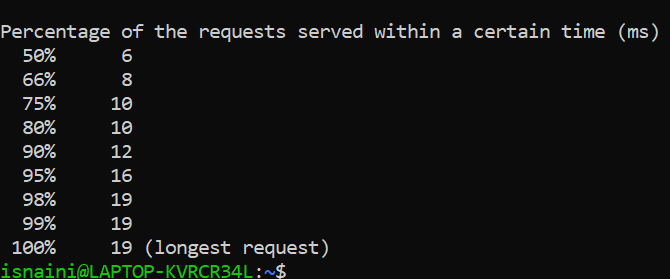 Percentage of the requests served within a certain time (ms)
50% 6
66% 8
75% 10
80% 10
90% 12
95% 16
98% 19
99% 19
100% 19 (longest request)
isnaini@LAPTOP-KVRCR34L:~$